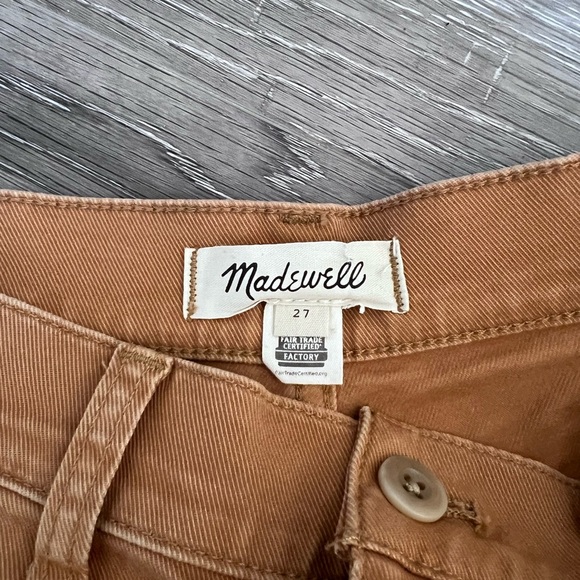 Madewell
27
FAIR TRADE
CERTIFIED
FACTORY
FairTradeCertified.org